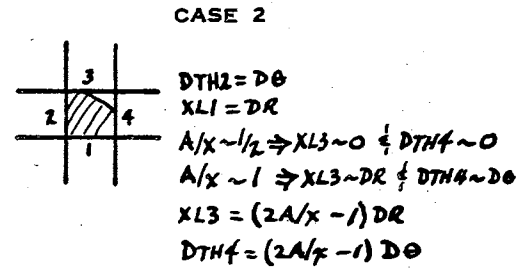 CASE 2
3
2
4
1
DTH2 = DΘ
XL1 = DR
A/X ~ 1/2 ⇒ XL3 ~ 0 & DTH4 ~ 0
A/X ~ 1 ⇒ XL3 ~ DR & DTH4 ~ DΘ
XL3 = (2A/X - 1) DR
DTH4 = (2A/X - 1) DΘ